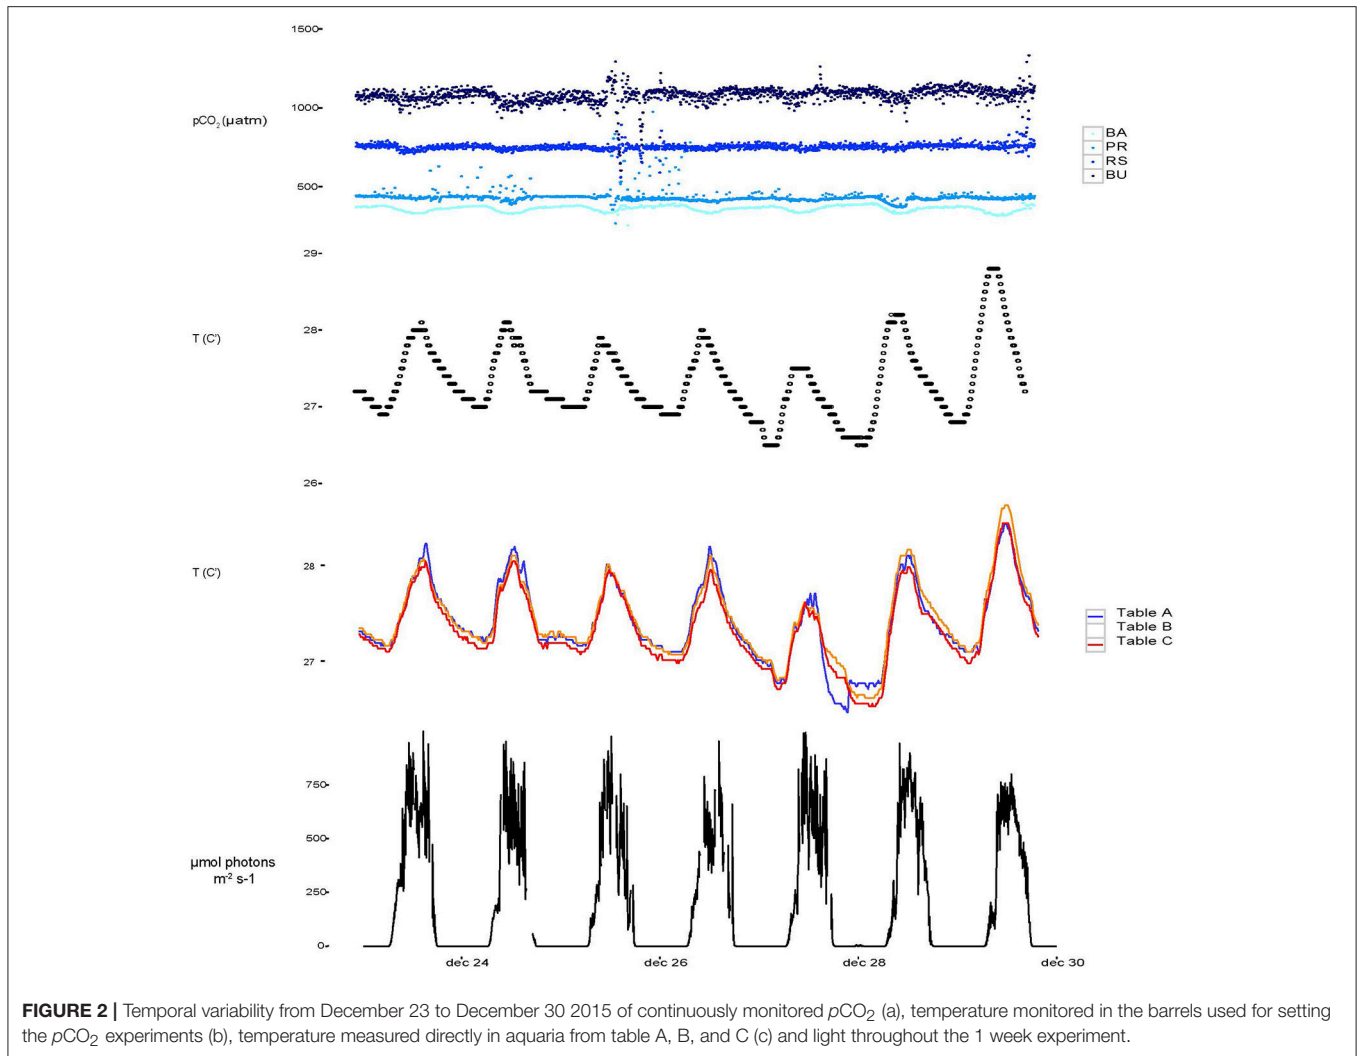 1500-
1000-
pCO2 (µatm)
500-
BA
PR
RS
BU
29-
28-
T (C')
27-
26-
28 -
T (C')
27 -
Table A
Table B
Table C
750-
500-
µmol photons
m-2 s-1
250-
0-
dec 24
dec 26
dec 28
dec 30
FIGURE 2 | Temporal variability from December 23 to December 30 2015 of continuously monitored pCO2 (a), temperature monitored in the barrels used for setting
the pCO2 experiments (b), temperature measured directly in aquaria from table A, B, and C (c) and light throughout the 1 week experiment.